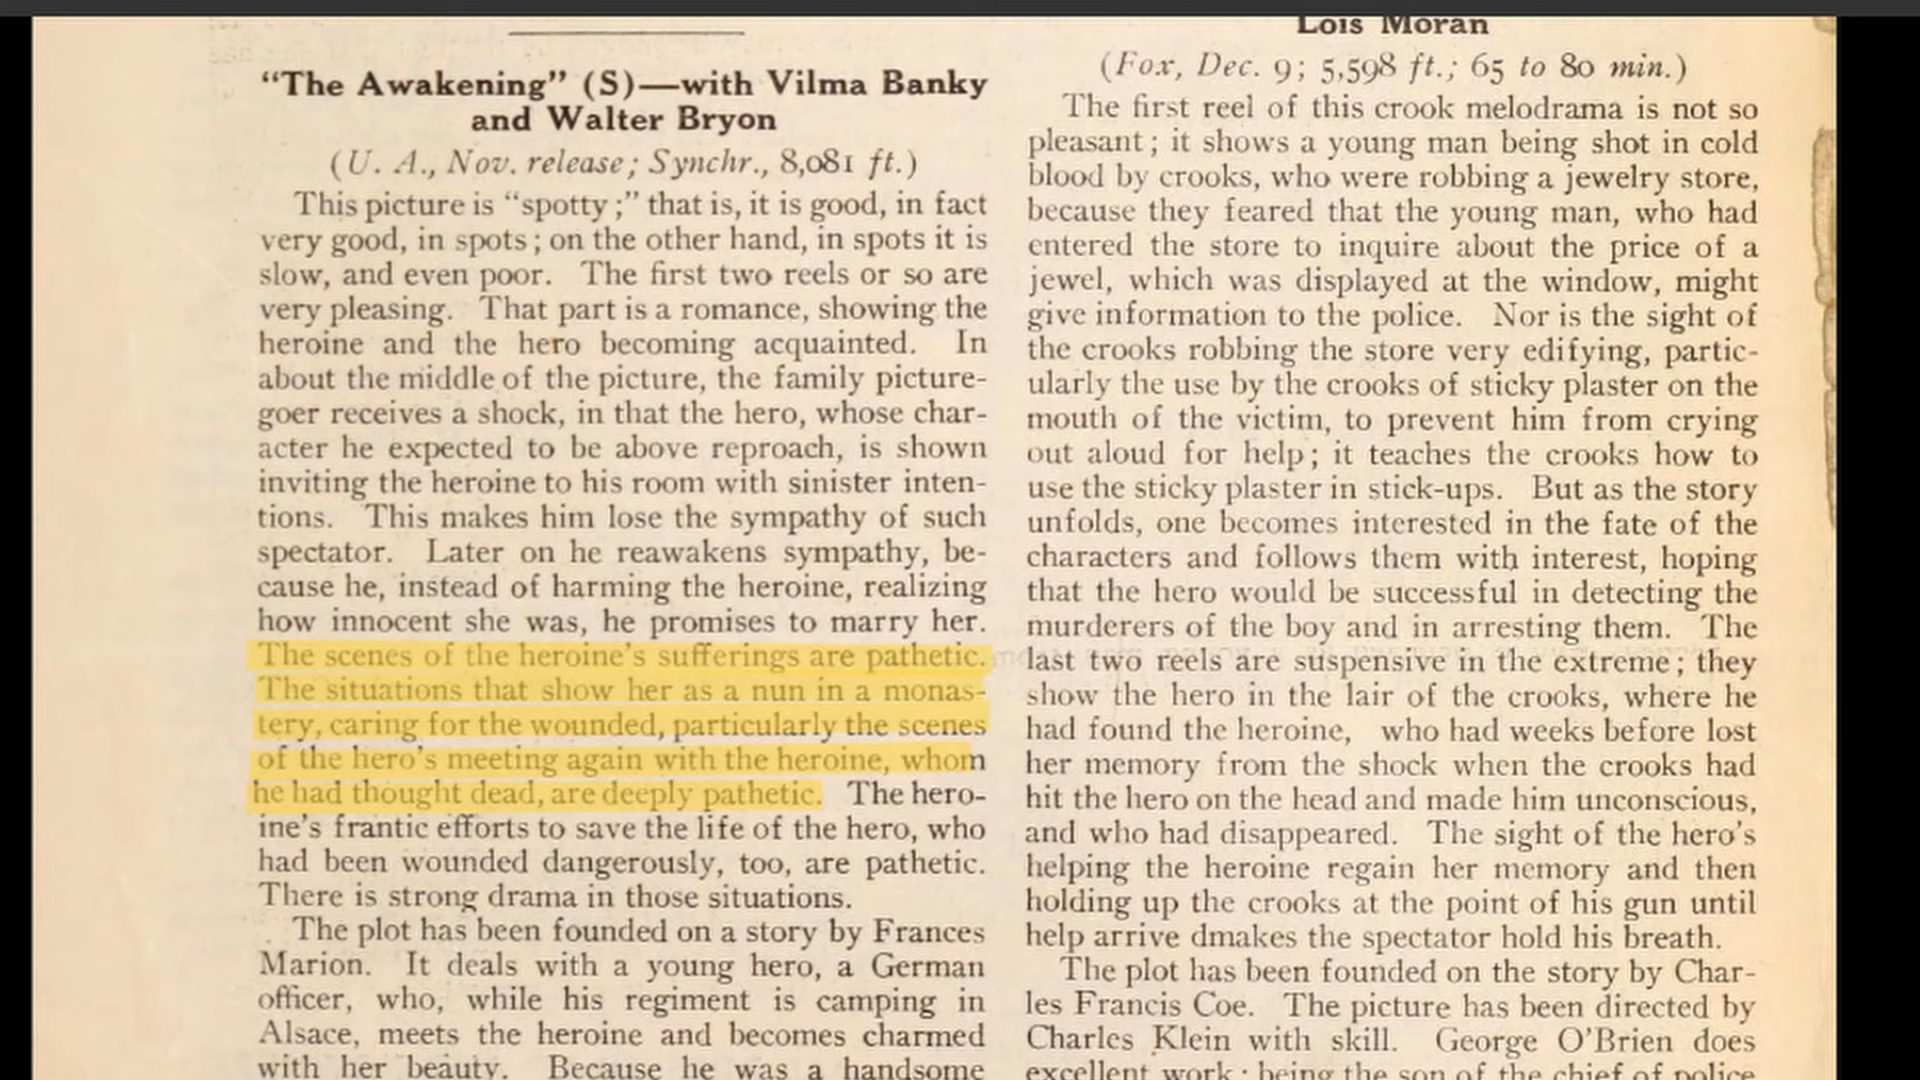 “The Awakening” (S)—with Vilma Banky
and Walter Bryon
(U. A., Nov. release; Synchr., 8,081 ft.)
This picture is “spotty;” that is, it is good, in fact
very good, in spots; on the other hand, in spots it is
slow, and even poor. The first two reels or so are
very pleasing. That part is a romance, showing the
heroine and the hero becoming acquainted. In
about the middle of the picture, the family picture-
goer receives a shock, in that the hero, whose char-
acter he expected to be above reproach, is shown
inviting the heroine to his room with sinister inten-
tions. This makes him lose the sympathy of such
spectator. Later on he reawakens sympathy, be-
cause he, instead of harming the heroine, realizing
how innocent she was, he promises to marry her.
The scenes of the heroine’s sufferings are pathetic.
The situations that show her as a nun in a monas-
tery, caring for the wounded, particularly the scenes
of the hero’s meeting again with the heroine, whom
he had thought dead, are deeply pathetic. The hero-
ine’s frantic efforts to save the life of the hero, who
had been wounded dangerously, too, are pathetic.
There is strong drama in those situations.
The plot has been founded on a story by Frances
Marion. It deals with a young hero, a German
officer, who, while his regiment is camping in
Alsace, meets the heroine and becomes charmed
with her beauty. Because he was a handsome
Lois Moran
(Fox, Dec. 9; 5,598 ft.; 65 to 80 min.)
The first reel of this crook melodrama is not so
pleasant; it shows a young man being shot in cold
blood by crooks, who were robbing a jewelry store,
because they feared that the young man, who had
entered the store to inquire about the price of a
jewel, which was displayed at the window, might
give information to the police. Nor is the sight of
the crooks robbing the store very edifying, partic-
ularly the use by the crooks of sticky plaster on the
mouth of the victim, to prevent him from crying
out aloud for help; it teaches the crooks how to
use the sticky plaster in stick-ups. But as the story
unfolds, one becomes interested in the fate of the
characters and follows them with interest, hoping
that the hero would be successful in detecting the
murderers of the boy and in arresting them. The
last two reels are suspensive in the extreme; they
show the hero in the lair of the crooks, where he
had found the heroine, who had weeks before lost
her memory from the shock when the crooks had
hit the hero on the head and made him unconscious,
and who had disappeared. The sight of the hero’s
helping the heroine regain her memory and then
holding up the crooks at the point of his gun until
help arrive dmakes the spectator hold his breath.
The plot has been founded on the story by Char-
les Francis Coe. The picture has been directed by
Charles Klein with skill. George O’Brien does
excellent work; being the son of the chief of police